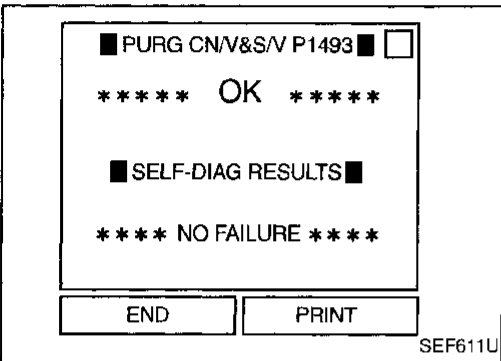 ■ PURG CN/V&S/V P1493 ■ □
***** OK *****
■ SELF-DIAG RESULTS ■
**** NO FAILURE ****
END PRINT
SEF611U